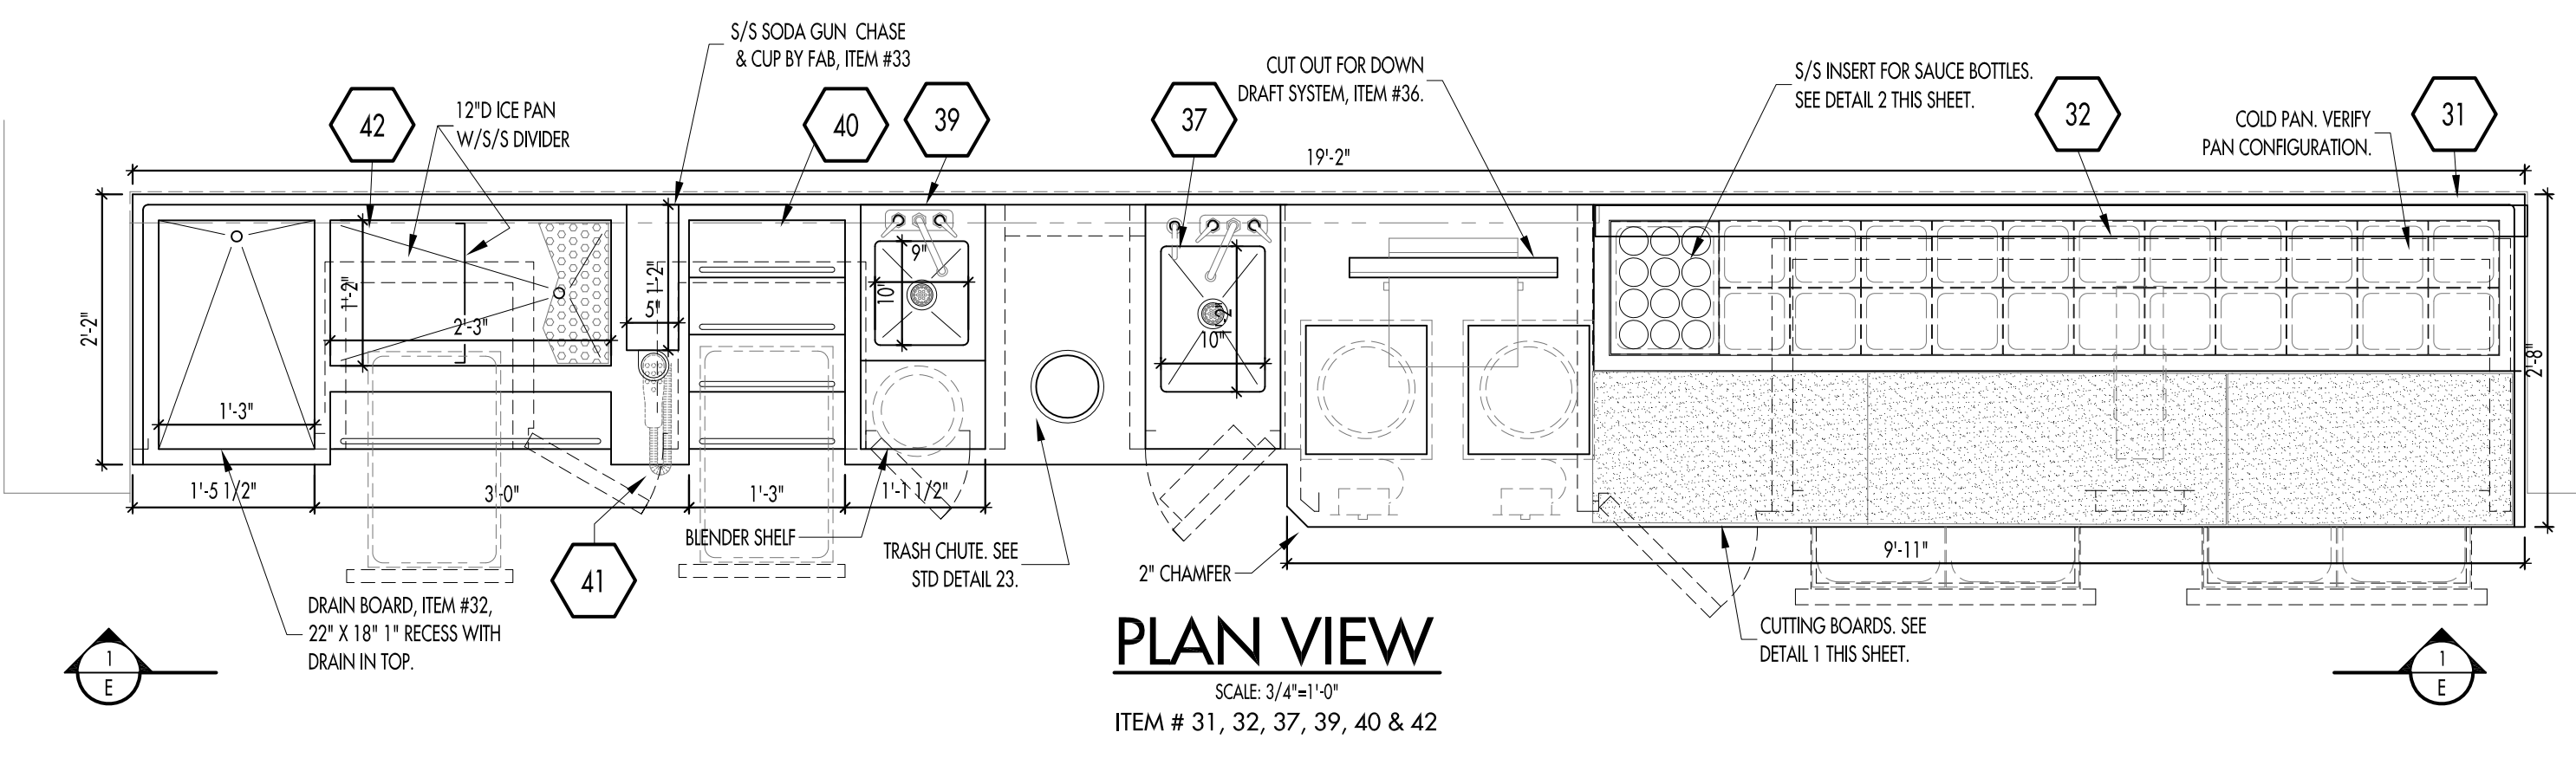 S/S SODA GUN CHASE
& CUP BY FAB, ITEM #33
CUT OUT FOR DOWN
DRAFT SYSTEM, ITEM #36.
S/S INSERT FOR SAUCE BOTTLES.
SEE DETAIL 2 THIS SHEET.
12"D ICE PAN
W/S/S DIVIDER
COLD PAN. VERIFY
PAN CONFIGURATION.
42
40
39
37
32
31
19'-2"
2'-2"
1'-2"
2'-3"
1'-2"
5"
9"
10"
10"
1'-3"
2'-8"
1'-5 1/2"
3'-0"
1'-3"
1'-1 1/2"
9'-11"
41
BLENDER SHELF
TRASH CHUTE. SEE
STD DETAIL 23.
2" CHAMFER
DRAIN BOARD, ITEM #32,
22" X 18" 1" RECESS WITH
DRAIN IN TOP.
CUTTING BOARDS. SEE
DETAIL 1 THIS SHEET.
1
E
1
E
PLAN VIEW
SCALE: 3/4"=1'-0"
ITEM # 31, 32, 37, 39, 40 & 42